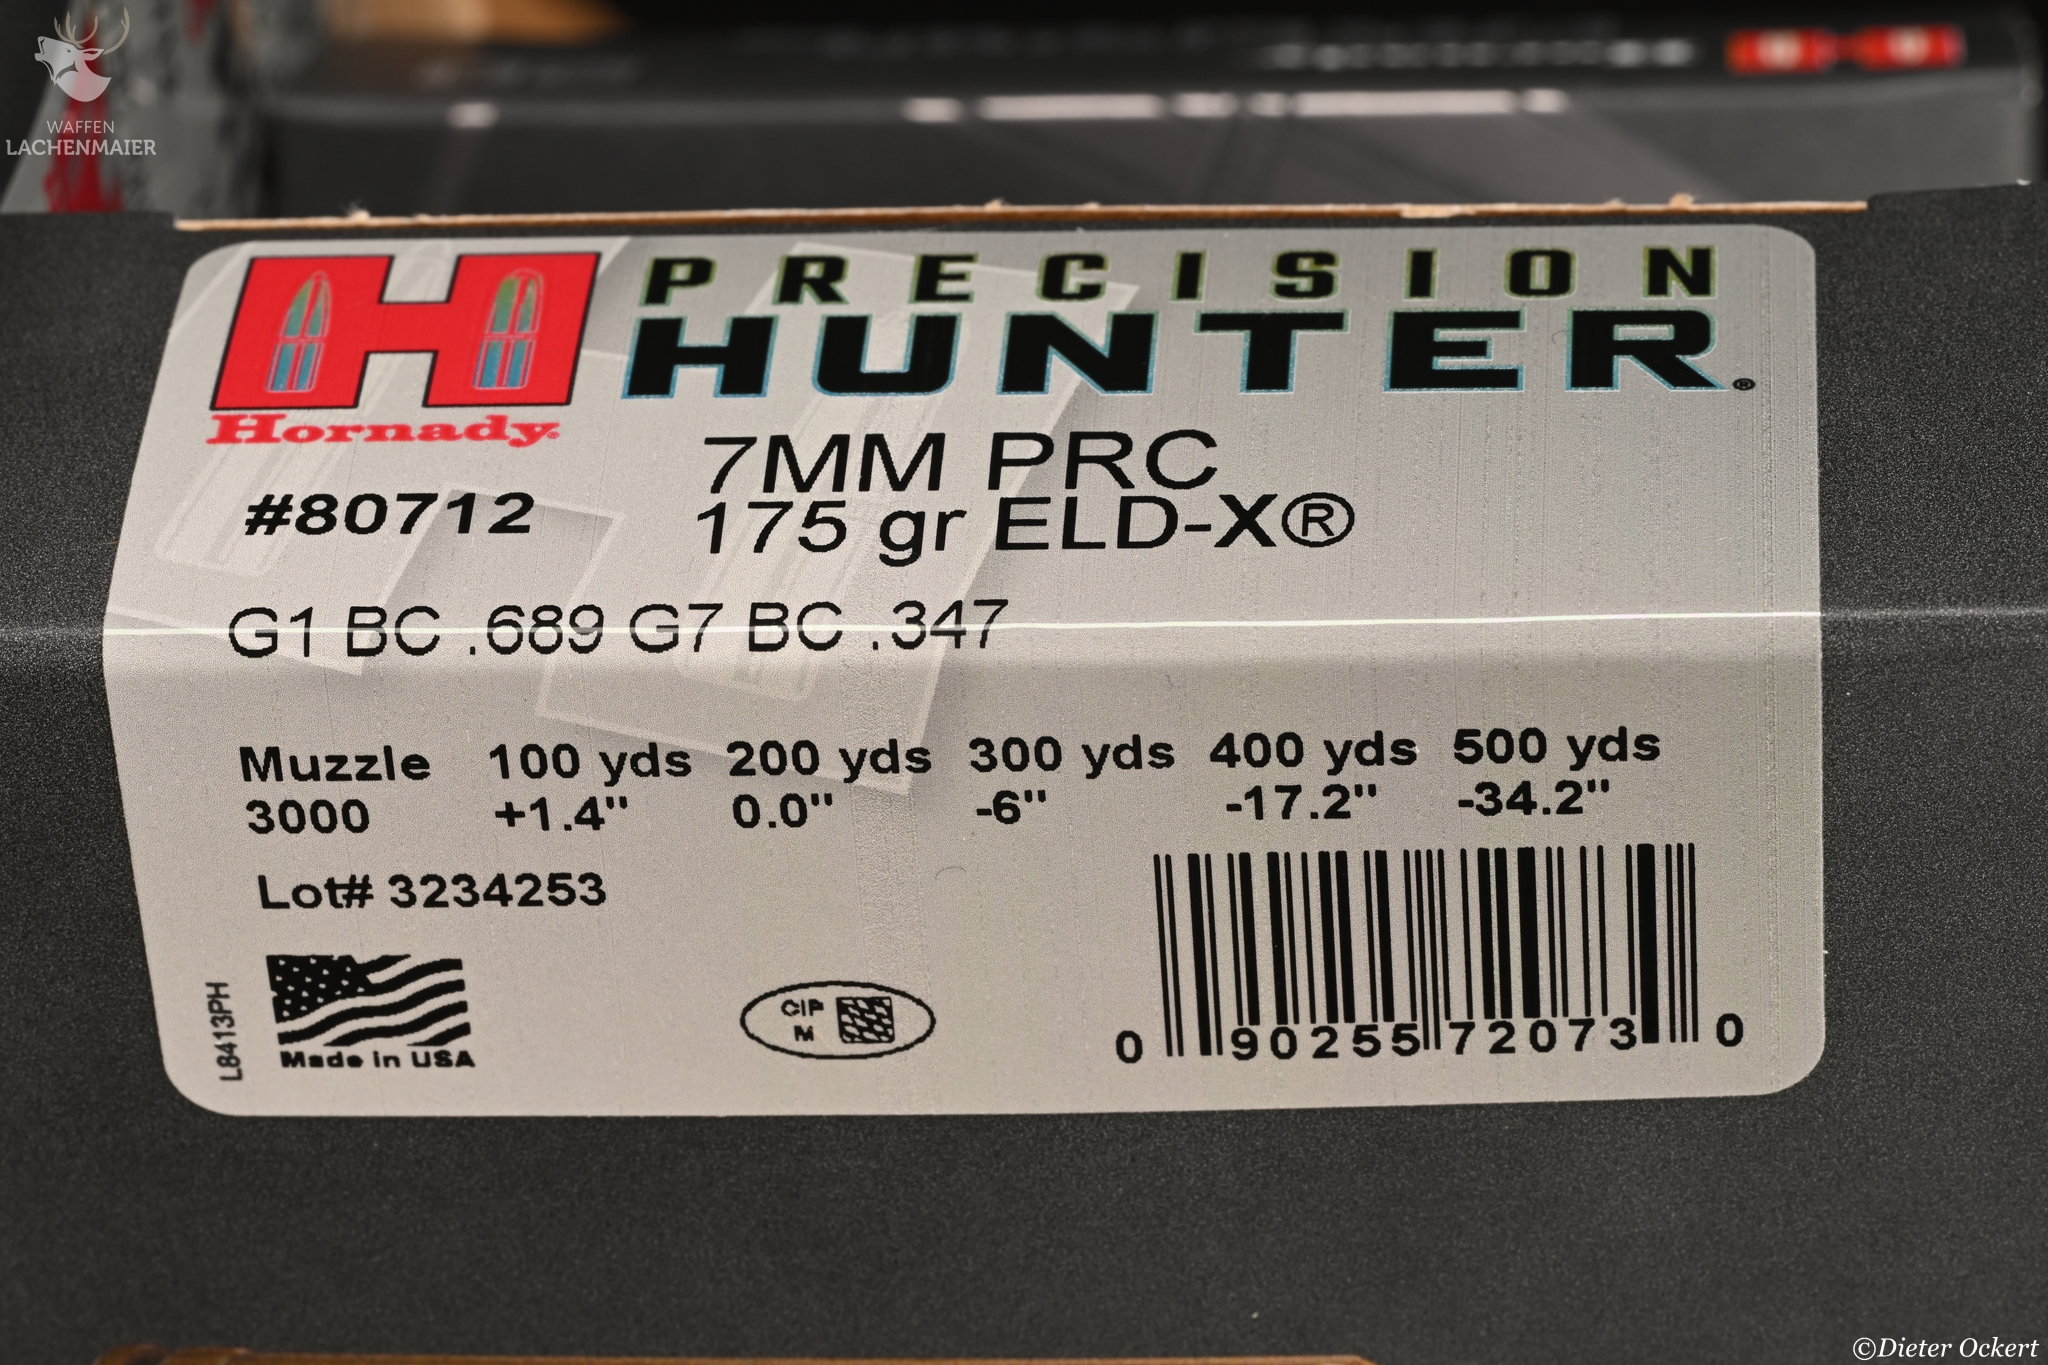 WAFFEN
LACHENMAIER
PRECISION
HUNTER®
Hornady
7MM PRC
#80712
175 gr ELD-X®
G1 BC .689 G7 BC .347
Muzzle 100 yds 200 yds 300 yds 400 yds 500 yds
3000 +1.4" 0.0" -6" -17.2" -34.2"
Lot# 3234253
L8413PH
Made in USA
CIP
M
0 90255 72073 0
©Dieter Ockert